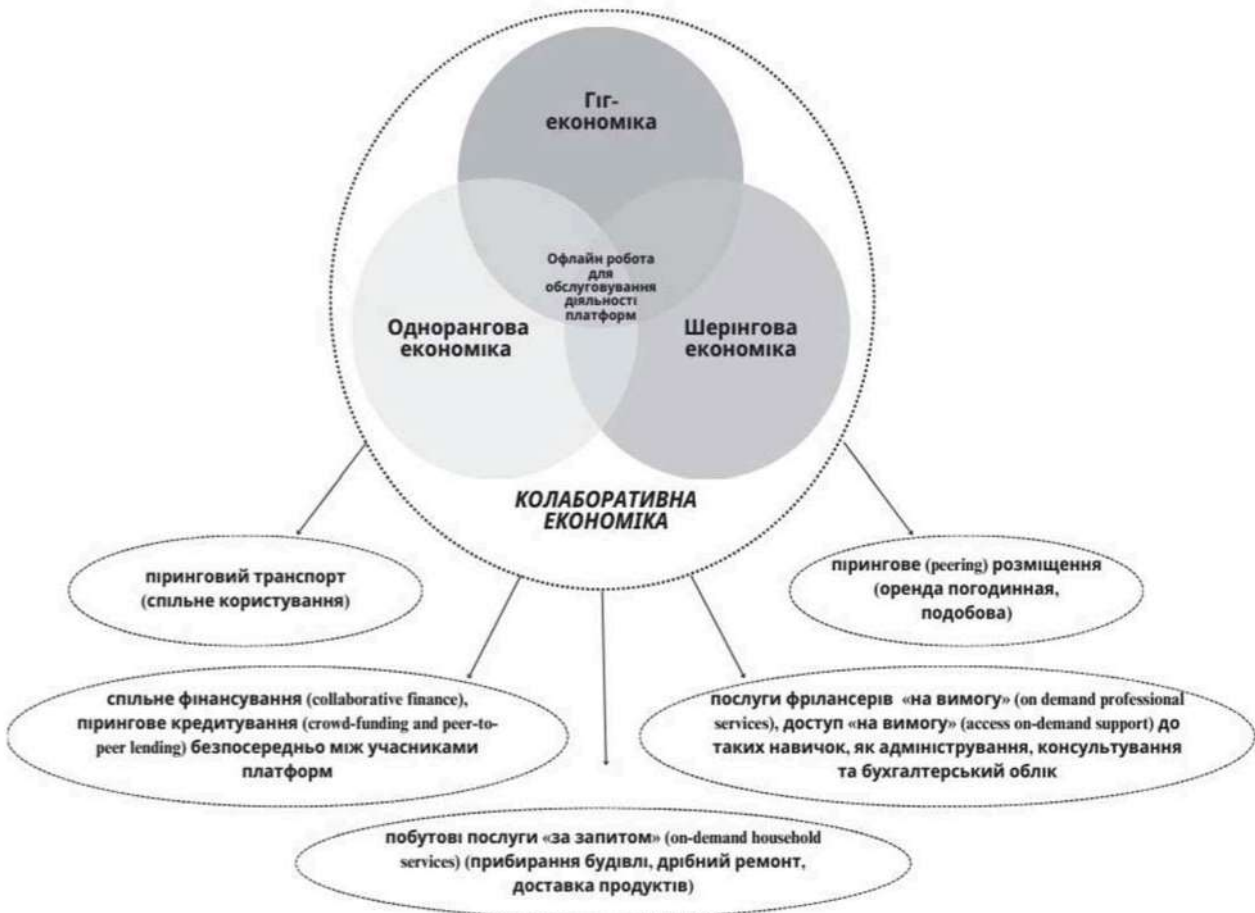 Гіг-
економіка
Офлайн робота
для
обслуговування
діяльності
платформ
Однорангова
економіка
Шерінгова
економіка
КОЛАБОРАТИВНА
ЕКОНОМІКА
піринговий транспорт
(спільне користування)
пірингове (peering) розміщення
(оренда погодинная,
подобова)
спільне фінансування (collaborative finance),
пірингове кредитування (crowd-funding and peer-to-
peer lending) безпосередньо між учасниками
платформ
послуги фрілансерів «на вимогу» (on demand professional
services), доступ «на вимогу» (access on-demand support) до
таких навичок, як адміністрування, консультування
та бухгалтерський облік
побутові послуги «за запитом» (on-demand household
services) (прибирання будівлі, дрібний ремонт,
доставка продуктів)